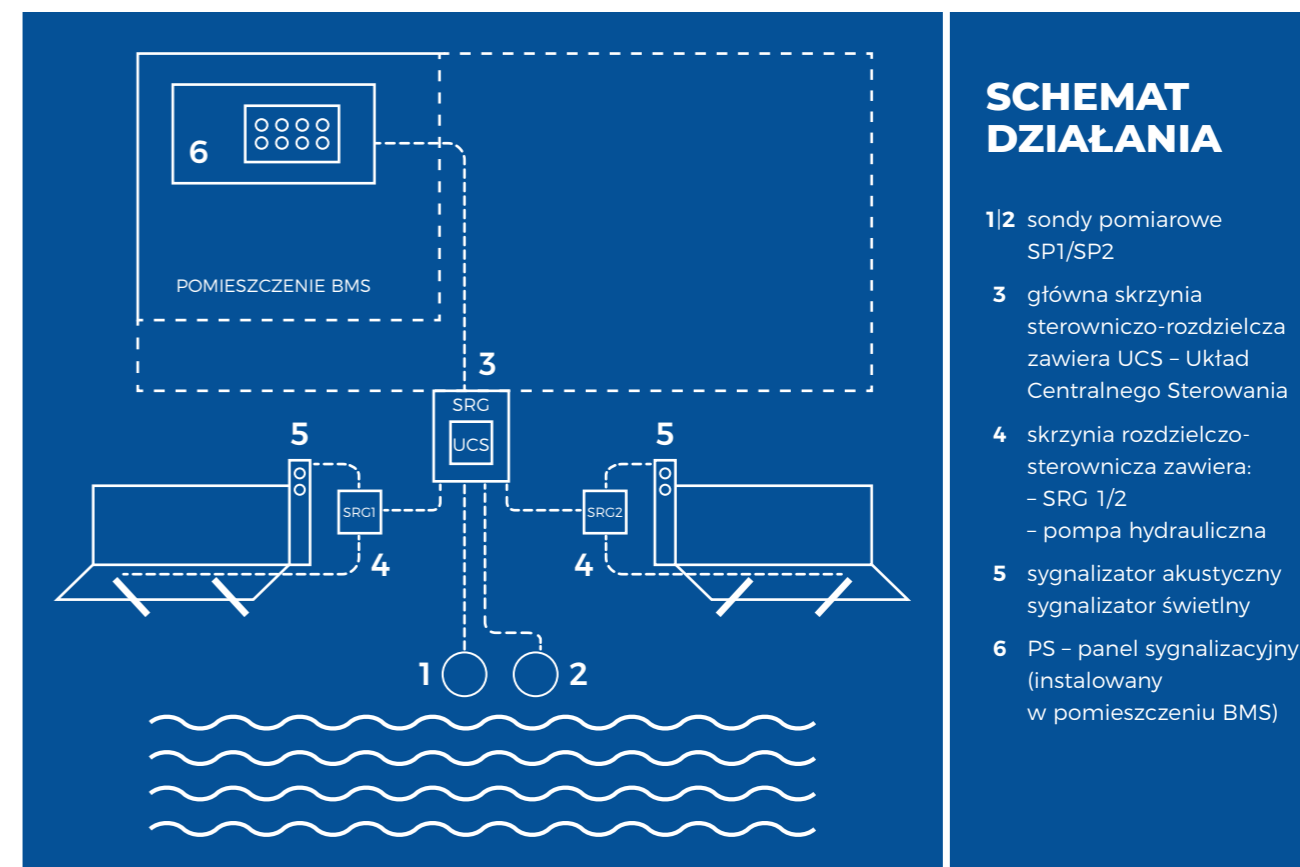 6
POMIESZCZENIE BMS
3
SRG
UCS
5
5
SRG1
SRG2
4
4
1
2
SCHEMAT
DZIAŁANIA
1|2 sondy pomiarowe
SP1/SP2
3 główna skrzynia
sterowniczo-rozdzielcza
zawiera UCS – Układ
Centralnego Sterowania
4 skrzynia rozdzielczo-
sterownicza zawiera:
– SRG 1/2
– pompa hydrauliczna
5 sygnalizator akustyczny
sygnalizator świetlny
6 PS – panel sygnalizacyjny
(instalowany
w pomieszczeniu BMS)